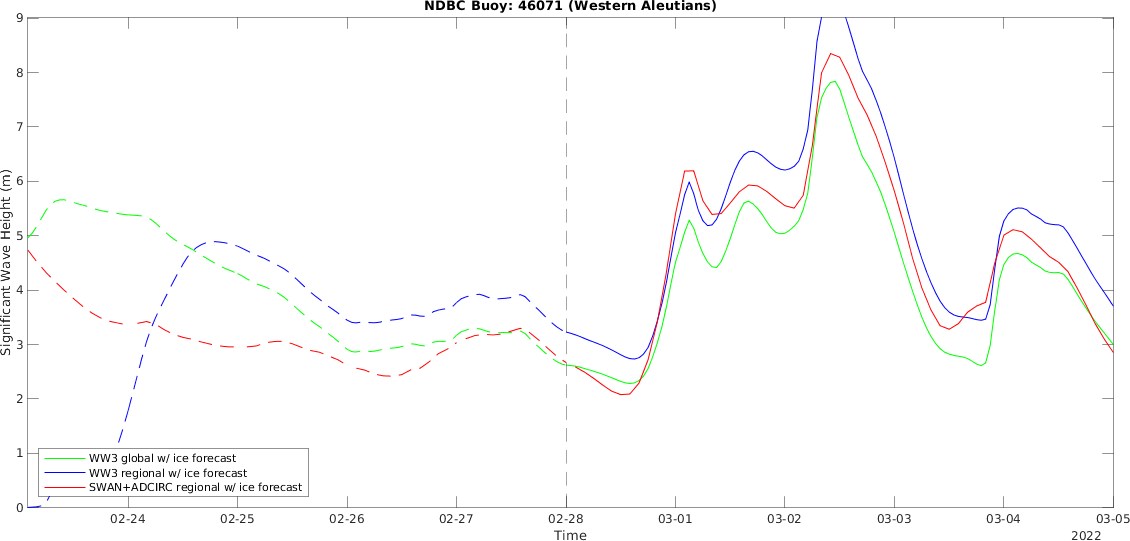 NDBC Buoy: 46071 (Western Aleutians)
Significant Wave Height (m)
9
8
7
6
5
4
3
2
1
0
WW3 global w/ ice forecast
WW3 regional w/ ice forecast
SWAN+ADCIRC regional w/ ice forecast
02-24 02-25 02-26 02-27 02-28 03-01 03-02 03-03 03-04 03-05
Time
2022